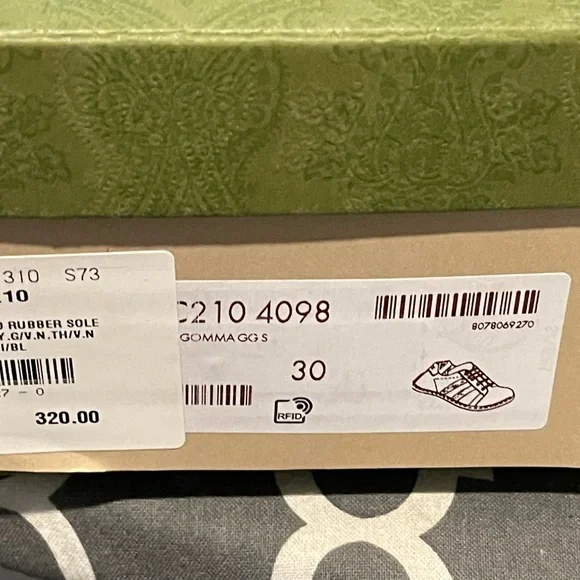 310 S73
10
RUBBER SOLE
Y.G/V.N.TH/V.N
I/BL
7 - 0
320.00
C210 4098
GOMMA GG S
30
RFID
8078069270